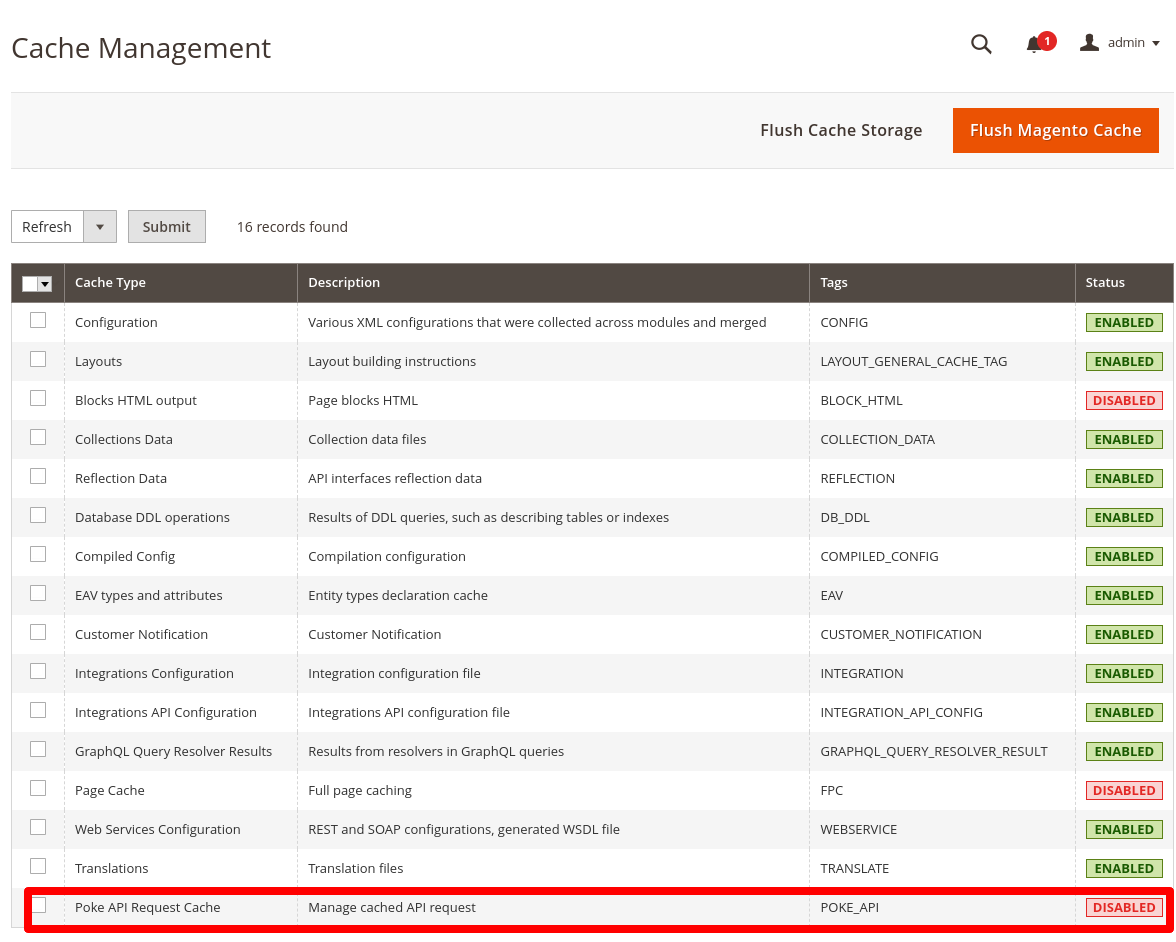 Cache Management
1
admin
Flush Cache Storage
Flush Magento Cache
Refresh
Submit
16 records found
Cache Type Description Tags Status
Configuration Various XML configurations that were collected across modules and merged CONFIG ENABLED
Layouts Layout building instructions LAYOUT_GENERAL_CACHE_TAG ENABLED
Blocks HTML output Page blocks HTML BLOCK_HTML DISABLED
Collections Data Collection data files COLLECTION_DATA ENABLED
Reflection Data API interfaces reflection data REFLECTION ENABLED
Database DDL operations Results of DDL queries, such as describing tables or indexes DB_DDL ENABLED
Compiled Config Compilation configuration COMPILED_CONFIG ENABLED
EAV types and attributes Entity types declaration cache EAV ENABLED
Customer Notification Customer Notification CUSTOMER_NOTIFICATION ENABLED
Integrations Configuration Integration configuration file INTEGRATION ENABLED
Integrations API Configuration Integrations API configuration file INTEGRATION_API_CONFIG ENABLED
GraphQL Query Resolver Results Results from resolvers in GraphQL queries GRAPHQL_QUERY_RESOLVER_RESULT ENABLED
Page Cache Full page caching FPC DISABLED
Web Services Configuration REST and SOAP configurations, generated WSDL file WEBSERVICE ENABLED
Translations Translation files TRANSLATE ENABLED
Poke API Request Cache Manage cached API request POKE_API DISABLED